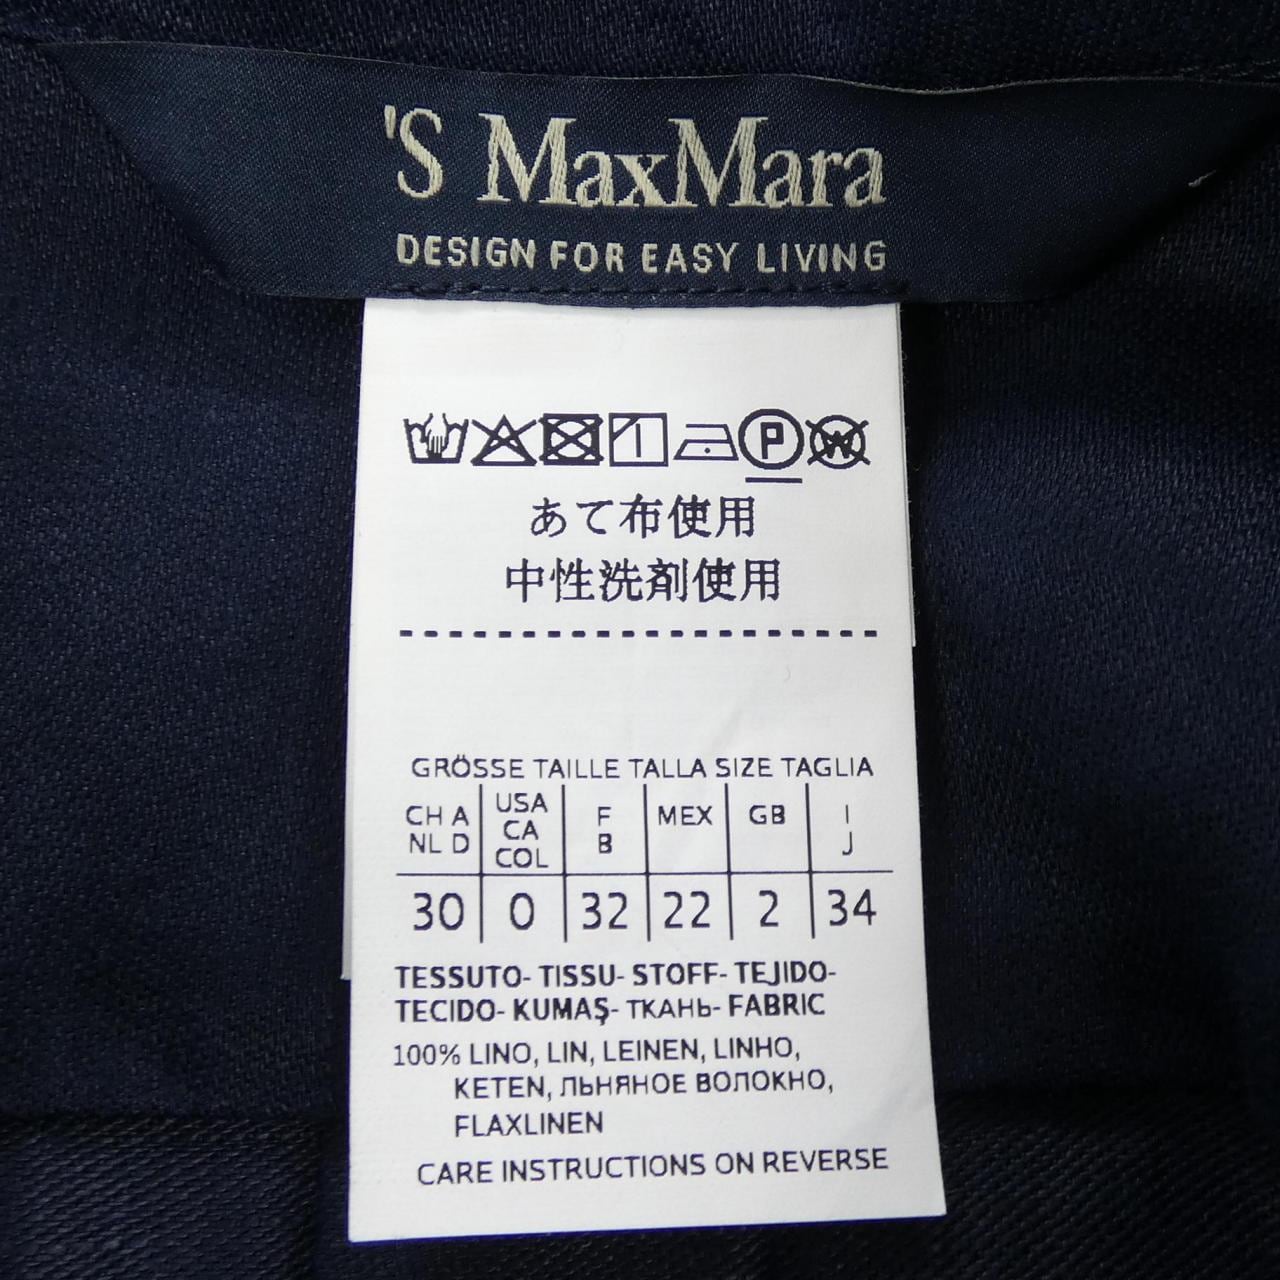 'S MaxMara
DESIGN FOR EASY LIVING
P W
あて布使用
中性洗剤使用
GRÖSSE TAILLE TALLA SIZE TAGLIA
CH A NL D USA CA COL F B MEX GB I J
30 0 32 22 2 34
TESSUTO- TISSU- STOFF- TEJIDO-
TECIDO- KUMAŞ- ТКАНЬ- FABRIC
100% LINO, LIN, LEINEN, LINHO,
KETEN, ЛЬНЯНОЕ ВОЛОКНО,
FLAXLINEN
CARE INSTRUCTIONS ON REVERSE